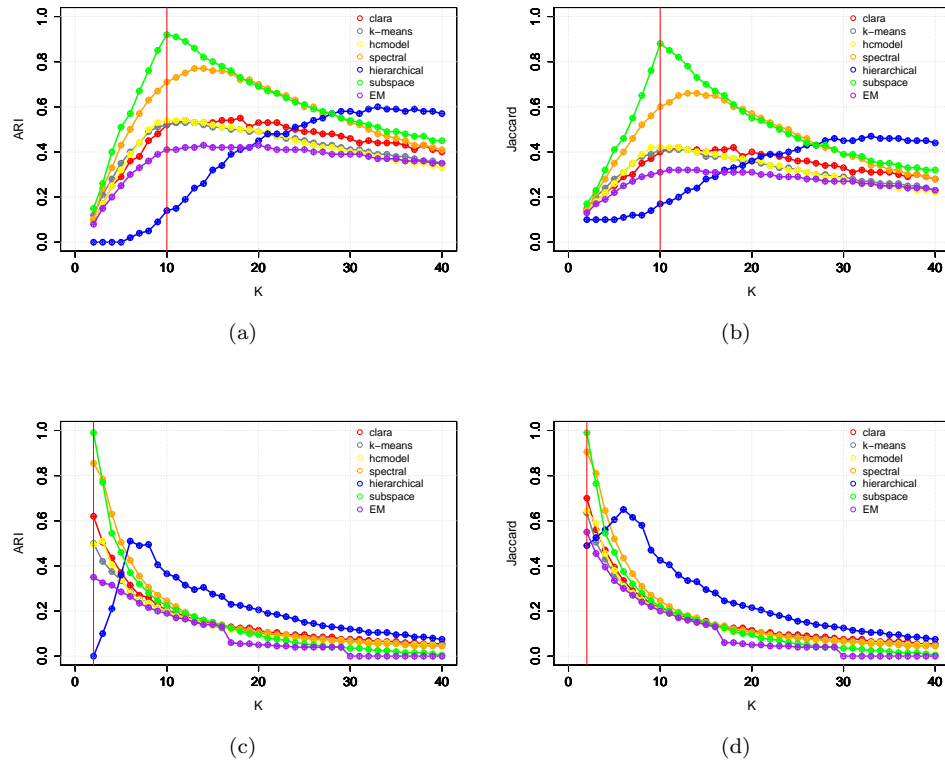 1.0
0.8
0.6
0.4
0.2
0.0
ARI
0 10 20 30 40
K
clara
k-means
hcmodel
spectral
hierarchical
subspace
EM
(a)
1.0
0.8
0.6
0.4
0.2
0.0
Jaccard
0 10 20 30 40
K
clara
k-means
hcmodel
spectral
hierarchical
subspace
EM
(b)
1.0
0.8
0.6
0.4
0.2
0.0
ARI
0 10 20 30 40
K
clara
k-means
hcmodel
spectral
hierarchical
subspace
EM
(c)
1.0
0.8
0.6
0.4
0.2
0.0
Jaccard
0 10 20 30 40
K
clara
k-means
hcmodel
spectral
hierarchical
subspace
EM
(d)